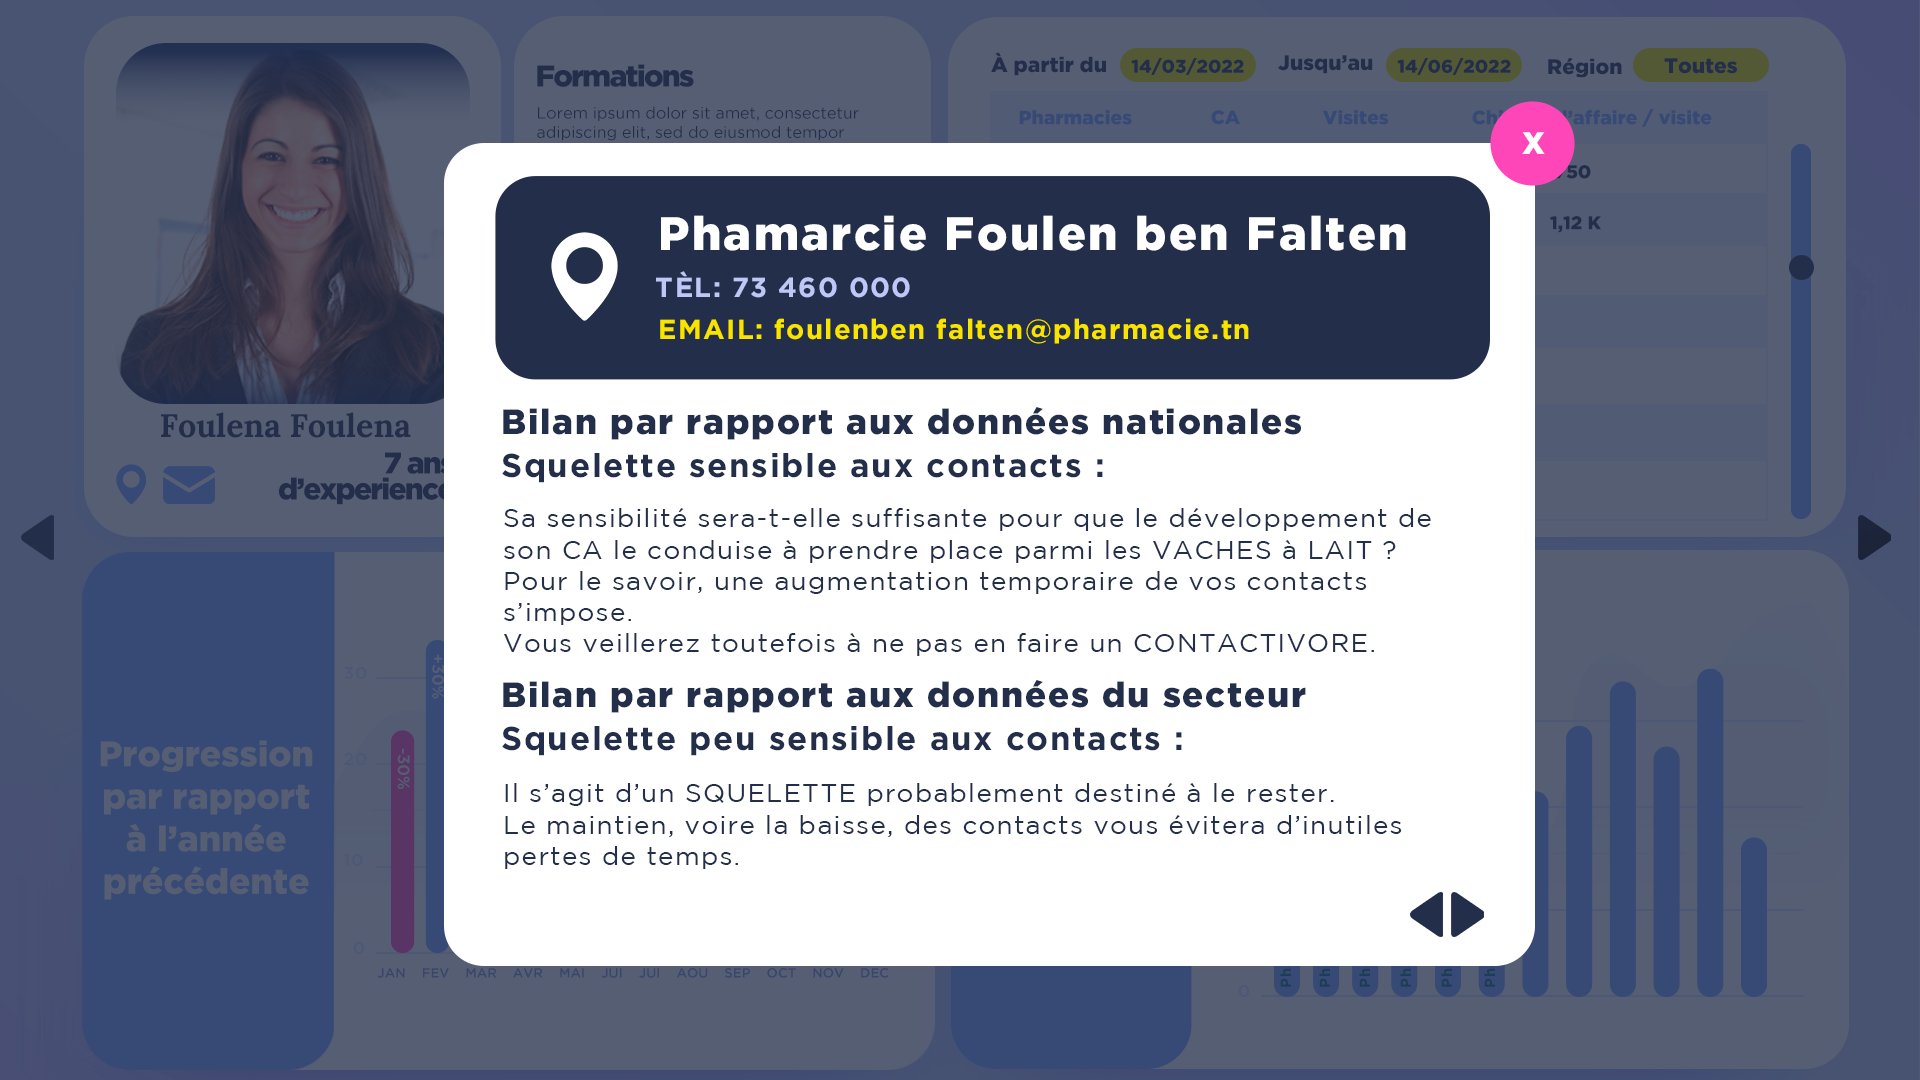 Formations
Lorem ipsum dolor sit amet, consectetur
adipiscing elit, sed do eiusmod tempor
À partir du 14/03/2022 Jusqu'au 14/06/2022 Région Toutes
Pharmacies CA Visites Ch 'affaire / visite
50
1,12 K
X
Phamarcie Foulen ben Falten
TÈL: 73 460 000
EMAIL: foulenben falten@pharmacie.tn
Bilan par rapport aux données nationales
Squelette sensible aux contacts :
Sa sensibilité sera-t-elle suffisante pour que le développement de
son CA le conduise à prendre place parmi les VACHES à LAIT ?
Pour le savoir, une augmentation temporaire de vos contacts
s’impose.
Vous veillerez toutefois à ne pas en faire un CONTACTIVORE.
Bilan par rapport aux données du secteur
Squelette peu sensible aux contacts :
Il s’agit d’un SQUELETTE probablement destiné à le rester.
Le maintien, voire la baisse, des contacts vous évitera d’inutiles
pertes de temps.
Foulena Foulena
7 ans
d’experience
Progression
par rapport
à l’année
précédente
30
20
10
0
-30%
+30%
JAN FEV MAR AVR MAI JUI JUI AOU SEP OCT NOV DEC
0
Ph Ph Ph Ph Ph Ph